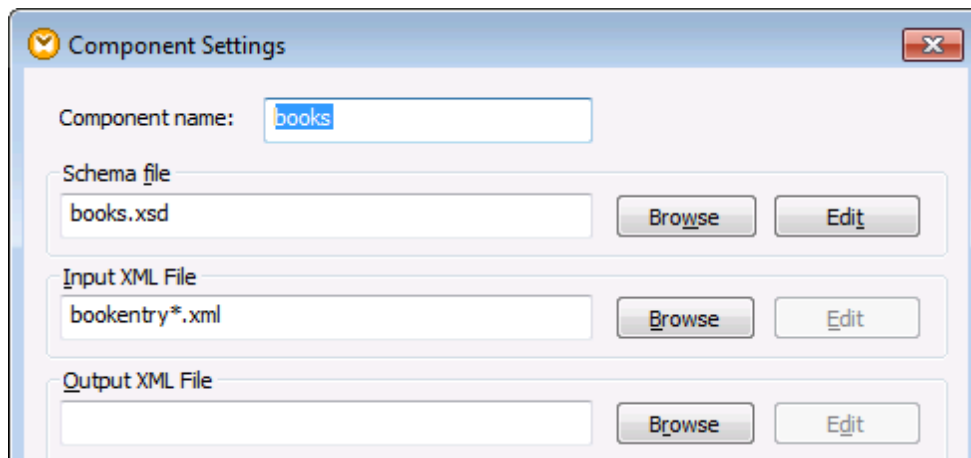 Component Settings
Component name: books
Schema file
books.xsd Browse Edit
Input XML File
bookentry*.xml Browse Edit
Output XML File
Browse Edit